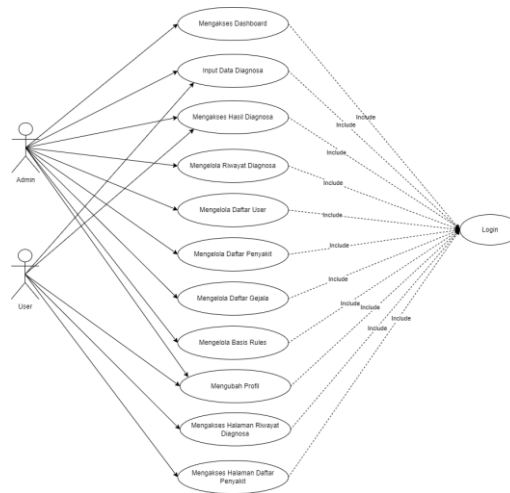 Mengakses Dashboard
Input Data Diagnosa
Mengakses Hasil Diagnosa
Mengelola Riwayat Diagnosa
Mengelola Daftar User
Mengelola Daftar Penyakit
Mengelola Daftar Gejala
Mengelola Basis Rules
Mengubah Profil
Mengakses Halaman Riwayat
Diagnosa
Mengakses Halaman Daftar
Penyakit
Admin
User
Include
Include
Include
Include
Include
Include
Include
Include
Include
Include
Include
Login